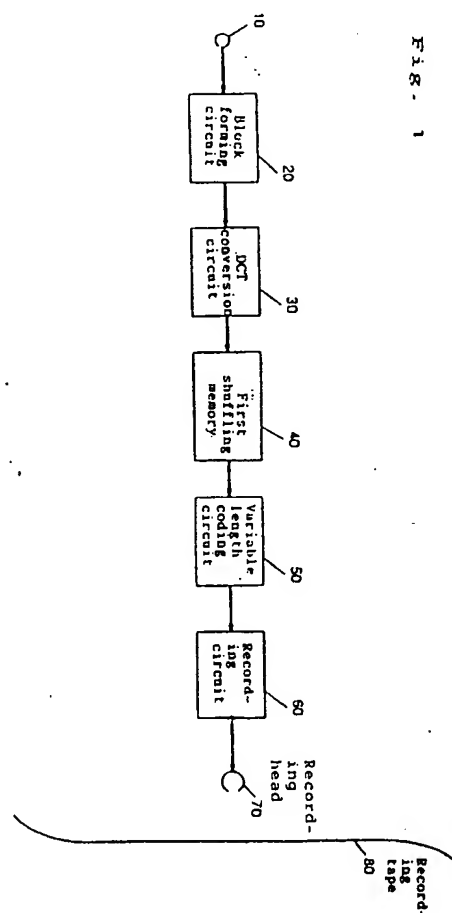 Fig. 1
10
Block
forming
circuit
20
DCT
conversion
circuit
30
First
shuffling
memory
40
Variable
length
coding
circuit
50
Record-
ing
circuit
60
Record-
ing
head
70
Record-
ing
tape
80